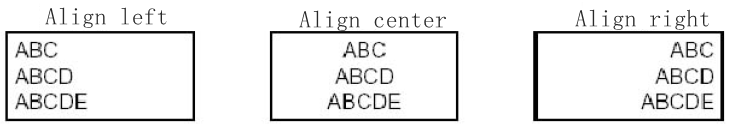 Align left
ABC
ABCD
ABCDE
Align center
ABC
ABCD
ABCDE
Align right
ABC
ABCD
ABCDE